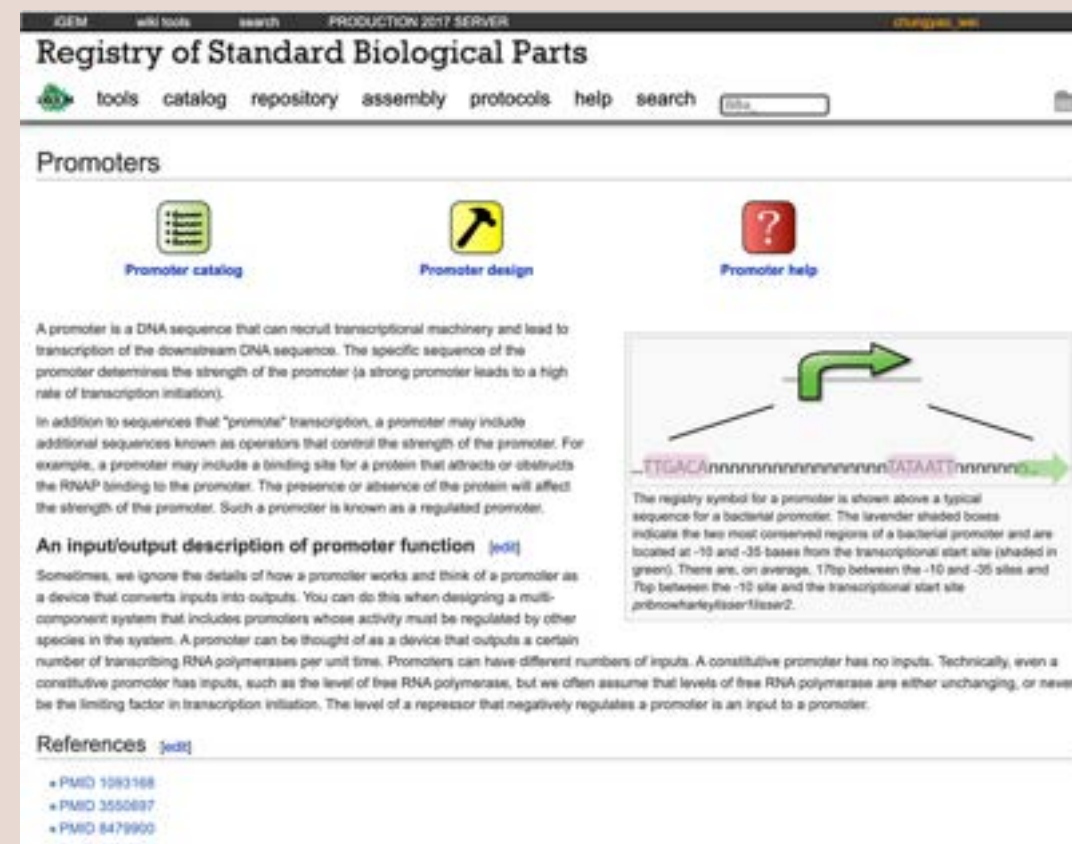 iGEM wiki tools search PRODUCTION 2017 SERVER chungyao_wei
Registry of Standard Biological Parts
tools catalog repository assembly protocols help search
Promoters
Promoter catalog Promoter design Promoter help
A promoter is a DNA sequence that can recruit transcriptional machinery and lead to
transcription of the downstream DNA sequence. The specific sequence of the
promoter determines the strength of the promoter (a strong promoter leads to a high
rate of transcription initiation).
In addition to sequences that "promote" transcription, a promoter may include
additional sequences known as operators that control the strength of the promoter. For
example, a promoter may include a binding site for a protein that attracts or obstructs
the RNAP binding to the promoter. The presence or absence of the protein will affect
the strength of the promoter. Such a promoter is known as a regulated promoter.
...TTGACAnnnnnnnnnnnnnnnnnTATAATTnnnnnnn...
The registry symbol for a promoter is shown above a typical
sequence for a bacterial promoter. The lavender shaded boxes
indicate the two most conserved regions of a bacterial promoter and are
located at -10 and -35 bases from the transcriptional start site (shaded in
green). There are, on average, 17bp between the -10 and -35 sites and
7bp between the -10 site and the transcriptional start site
pribnowharleylisser1lisser2.
An input/output description of promoter function [edit]
Sometimes, we ignore the details of how a promoter works and think of a promoter as
a device that converts inputs into outputs. You can do this when designing a multi-
component system that includes promoters whose activity must be regulated by other
species in the system. A promoter can be thought of as a device that outputs a certain
number of transcribing RNA polymerases per unit time. Promoters can have different numbers of inputs. A constitutive promoter has no inputs. Technically, even a
constitutive promoter has inputs, such as the level of free RNA polymerase, but we often assume that levels of free RNA polymerase are either unchanging, or never
be the limiting factor in transcription initiation. The level of a repressor that negatively regulates a promoter is an input to a promoter.
References [edit]
PMID 1093168
PMID 3550697
PMID 8479900